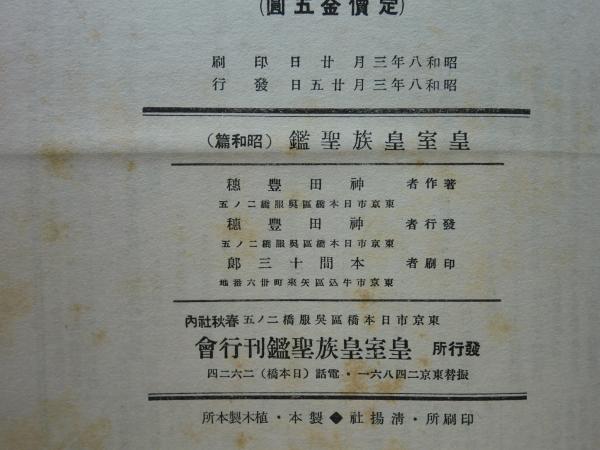 (定價金五圓)
昭和八年三月廿日印刷
昭和八年三月廿五日發行
皇室皇族聖鑑(昭和篇)
著作者 神田豐穗
東京市日本橋區吳服橋二ノ五
發行者 神田豐穗
東京市日本橋區吳服橋二ノ五
印刷者 本間十三郎
東京市牛込區矢來町卅六番地
東京市日本橋區吳服橋二ノ五 春秋社內
發行所 皇室皇族聖鑑刊行會
振替東京二四八六一・電話(日本橋)二六二四
印刷所・淸揚社◆製本・植木製本所